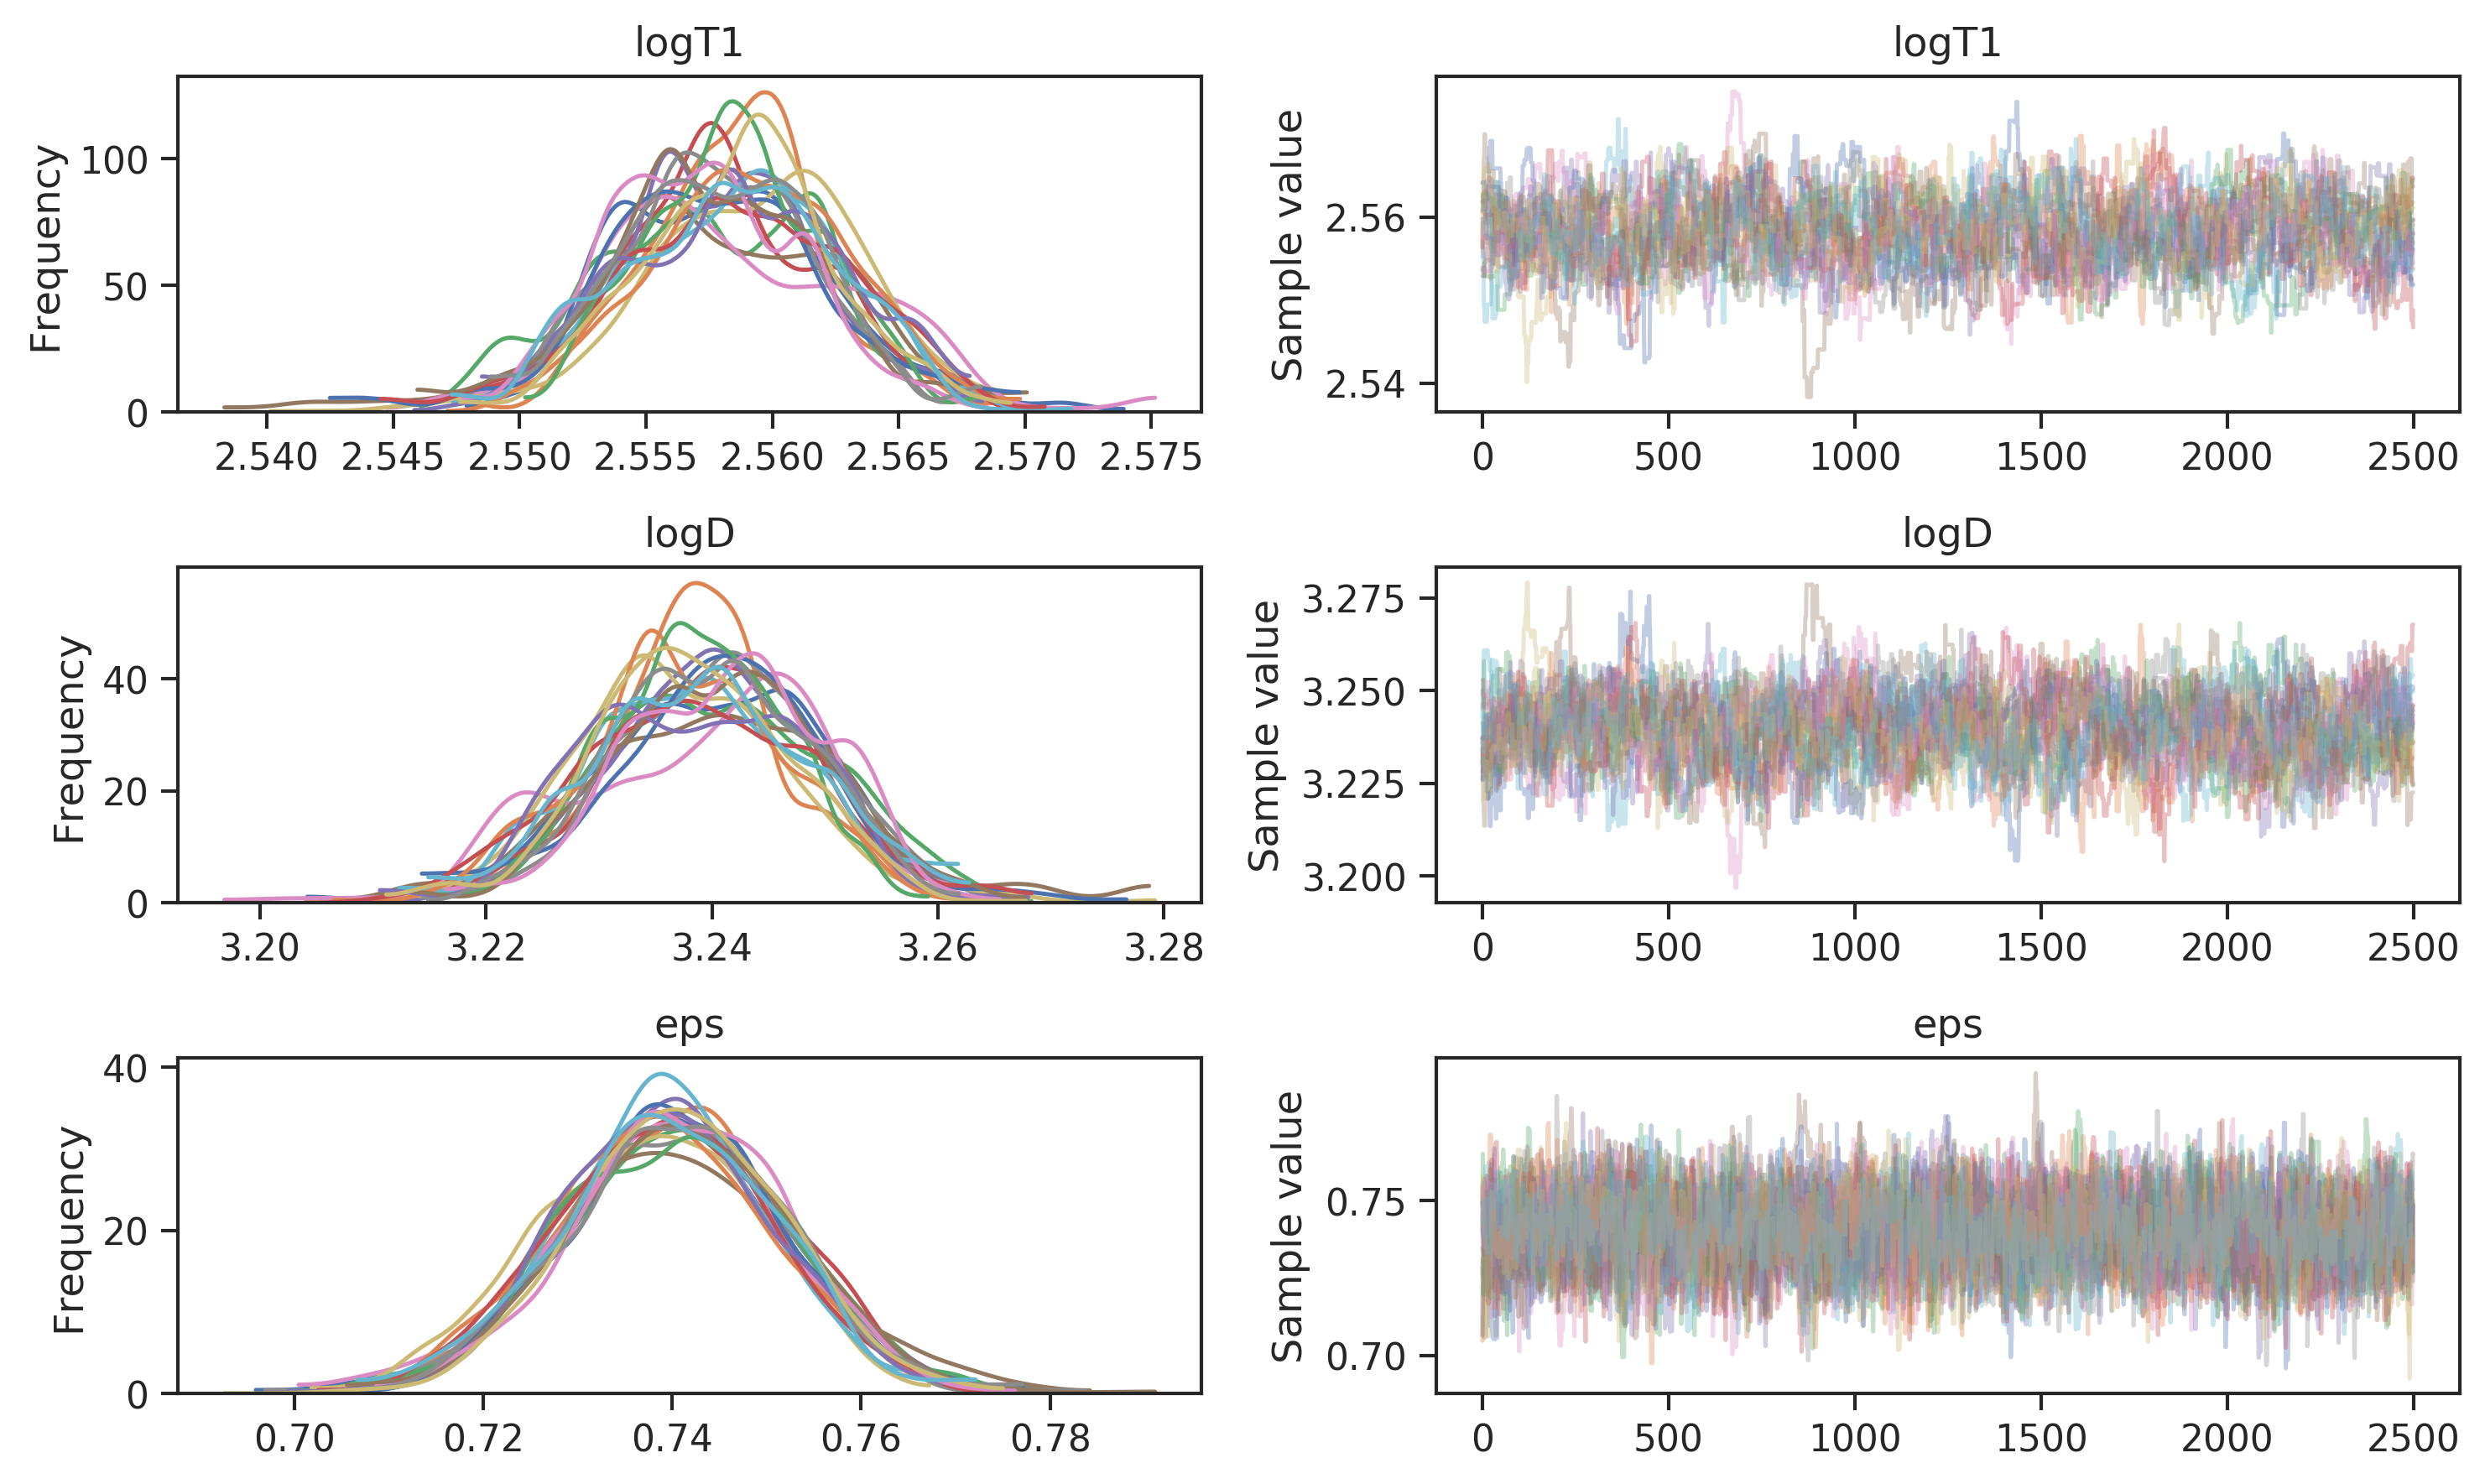 logT1
logT1
Frequency
100
50
0
2.540 2.545 2.550 2.555 2.560 2.565 2.570 2.575
Sample value
2.56
2.54
0 500 1000 1500 2000 2500
logD
logD
Frequency
40
20
0
3.20 3.22 3.24 3.26 3.28
Sample value
3.275
3.250
3.225
3.200
0 500 1000 1500 2000 2500
eps
eps
Frequency
40
20
0
0.70 0.72 0.74 0.76 0.78
Sample value
0.75
0.70
0 500 1000 1500 2000 2500